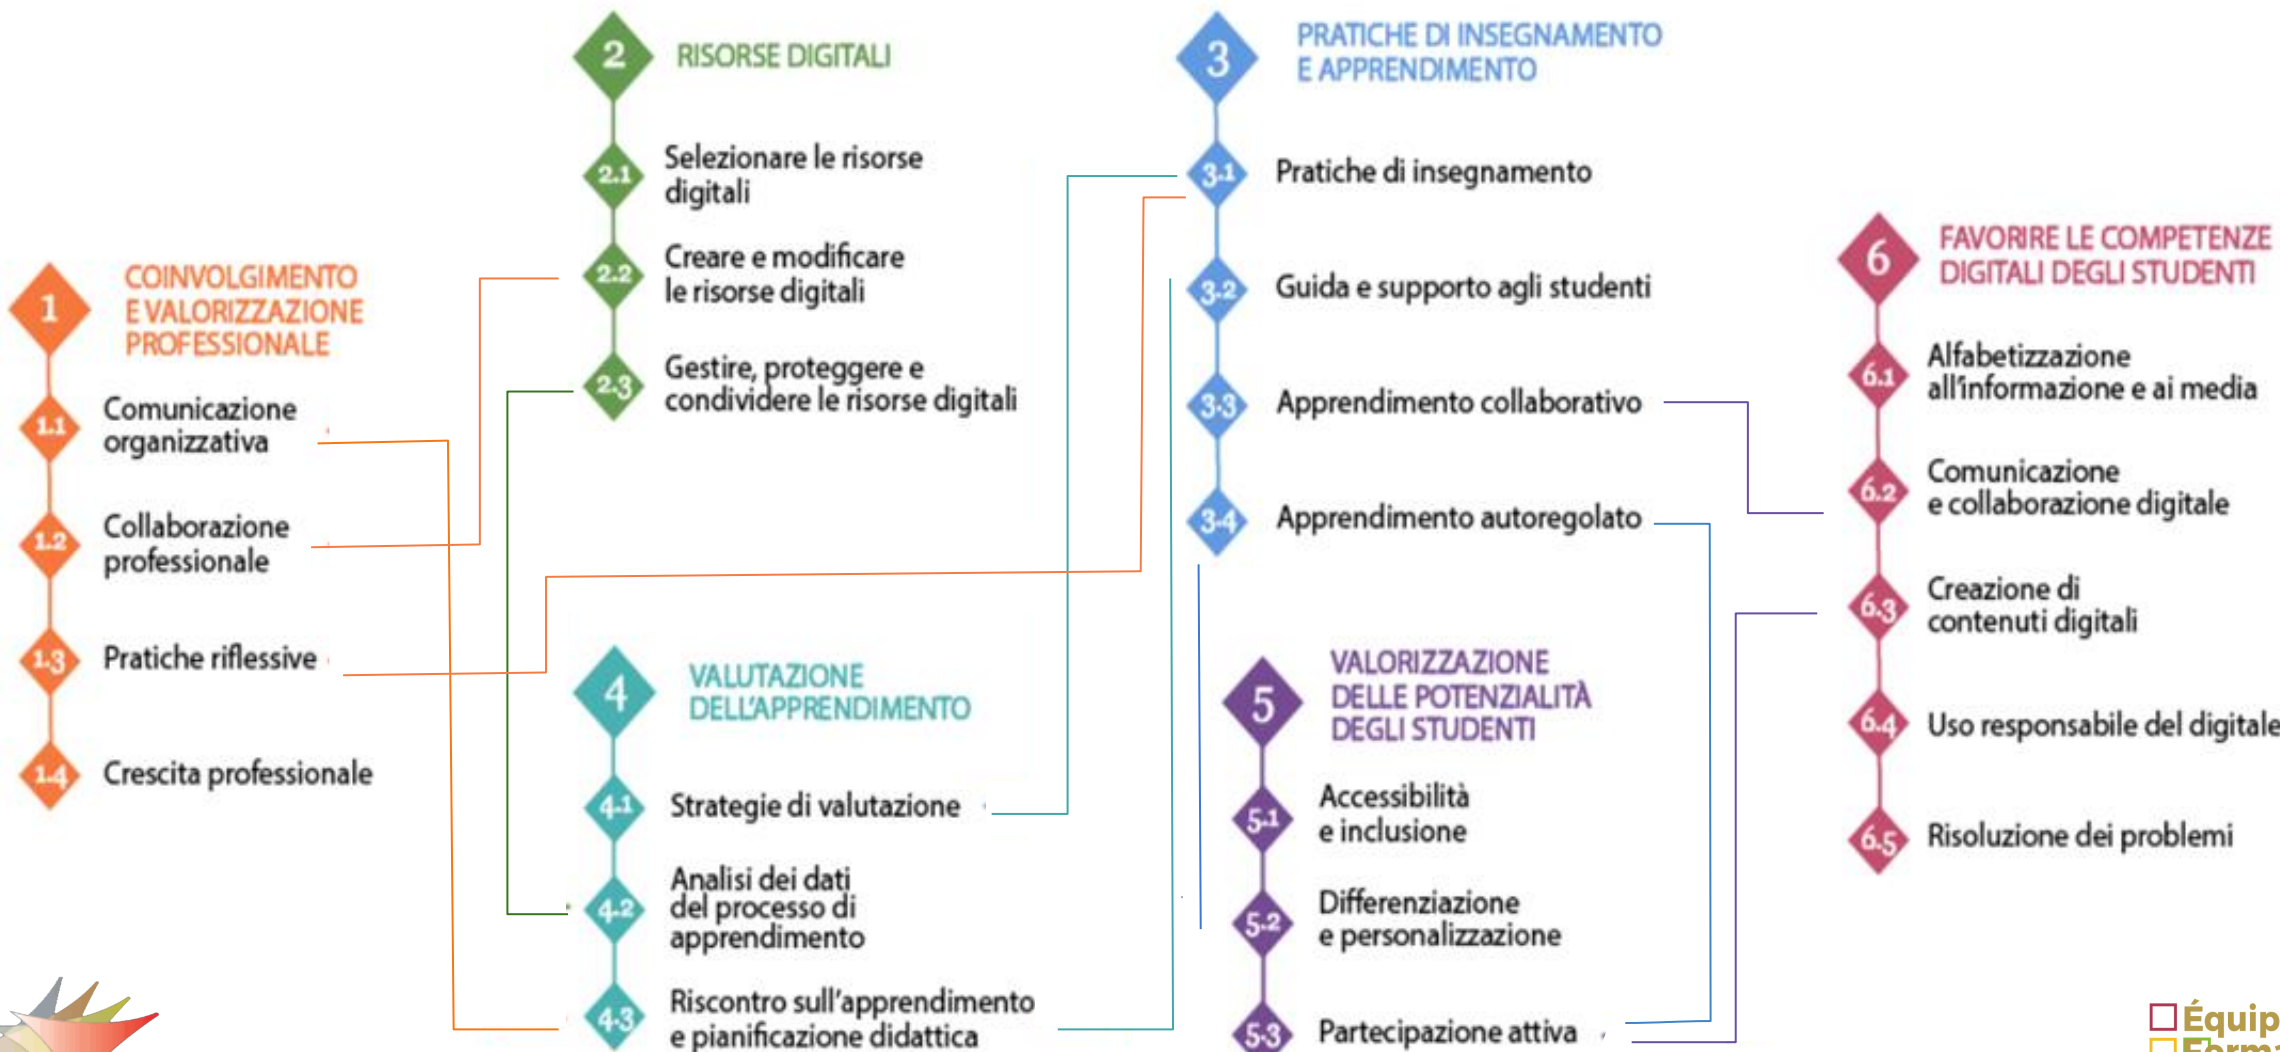 1
COINVOLGIMENTO
E VALORIZZAZIONE
PROFESSIONALE
1.1
Comunicazione
organizzativa
1.2
Collaborazione
professionale
1.3
Pratiche riflessive
1.4
Crescita professionale
2
RISORSE DIGITALI
2.1
Selezionare le risorse
digitali
2.2
Creare e modificare
le risorse digitali
2.3
Gestire, proteggere e
condividere le risorse digitali
3
PRATICHE DI INSEGNAMENTO
E APPRENDIMENTO
3.1
Pratiche di insegnamento
3.2
Guida e supporto agli studenti
3.3
Apprendimento collaborativo
3.4
Apprendimento autoregolato
4
VALUTAZIONE
DELL'APPRENDIMENTO
4.1
Strategie di valutazione
4.2
Analisi dei dati
del processo di
apprendimento
4.3
Riscontro sull'apprendimento
e pianificazione didattica
5
VALORIZZAZIONE
DELLE POTENZIALITÀ
DEGLI STUDENTI
5.1
Accessibilità
e inclusione
5.2
Differenziazione
e personalizzazione
5.3
Partecipazione attiva
6
FAVORIRE LE COMPETENZE
DIGITALI DEGLI STUDENTI
6.1
Alfabetizzazione
all'informazione e ai media
6.2
Comunicazione
e collaborazione digitale
6.3
Creazione di
contenuti digitali
6.4
Uso responsabile del digitale
6.5
Risoluzione dei problemi
Équip